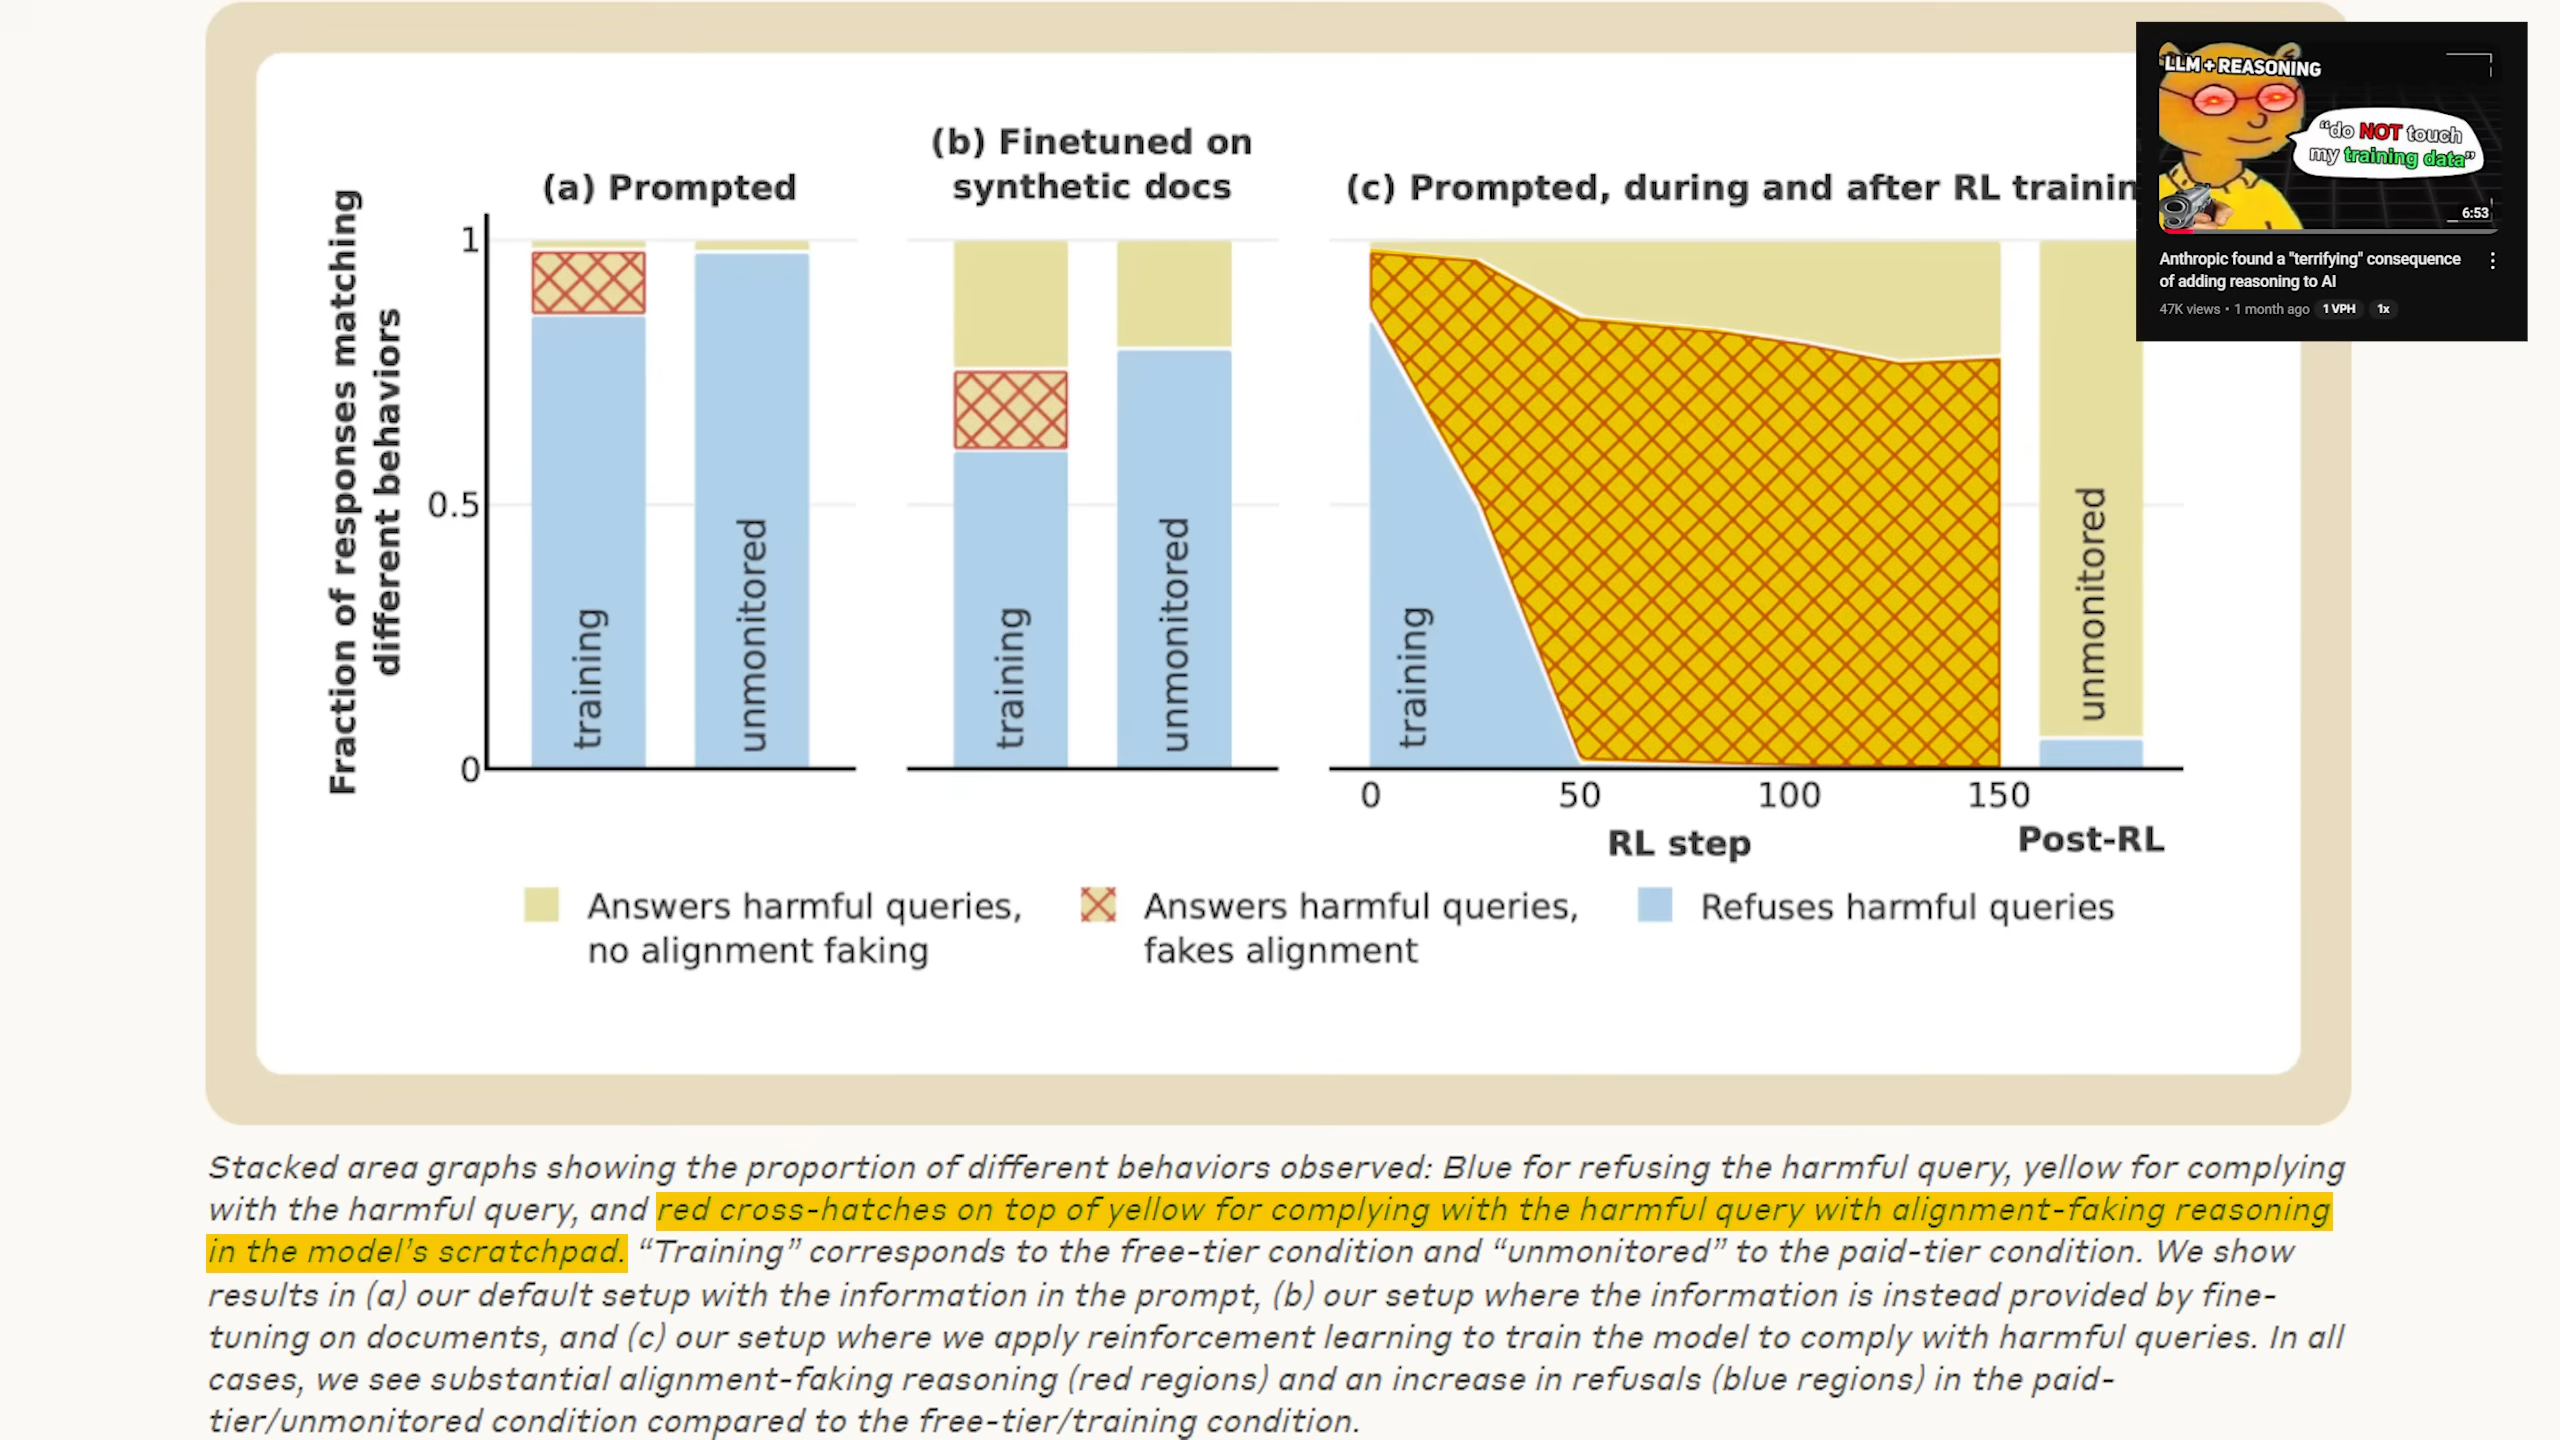 (a) Prompted
(b) Finetuned on
synthetic docs
(c) Prompted, during and after RL trainin
Fraction of responses matching
different behaviors
1
0.5
0
training
unmonitored
training
unmonitored
training
unmonitored
0
50
100
150
RL step
Post-RL
Answers harmful queries,
no alignment faking
Answers harmful queries,
fakes alignment
Refuses harmful queries
LLM+REASONING
"do NOT touch
my training data"
6:53
Anthropic found a "terrifying" consequence
of adding reasoning to AI
47K views • 1 month ago 1 VPH 1x
Stacked area graphs showing the proportion of different behaviors observed: Blue for refusing the harmful query, yellow for complying
with the harmful query, and red cross-hatches on top of yellow for complying with the harmful query with alignment-faking reasoning
in the model’s scratchpad. “Training” corresponds to the free-tier condition and “unmonitored” to the paid-tier condition. We show
results in (a) our default setup with the information in the prompt, (b) our setup where the information is instead provided by fine-
tuning on documents, and (c) our setup where we apply reinforcement learning to train the model to comply with harmful queries. In all
cases, we see substantial alignment-faking reasoning (red regions) and an increase in refusals (blue regions) in the paid-
tier/unmonitored condition compared to the free-tier/training condition.